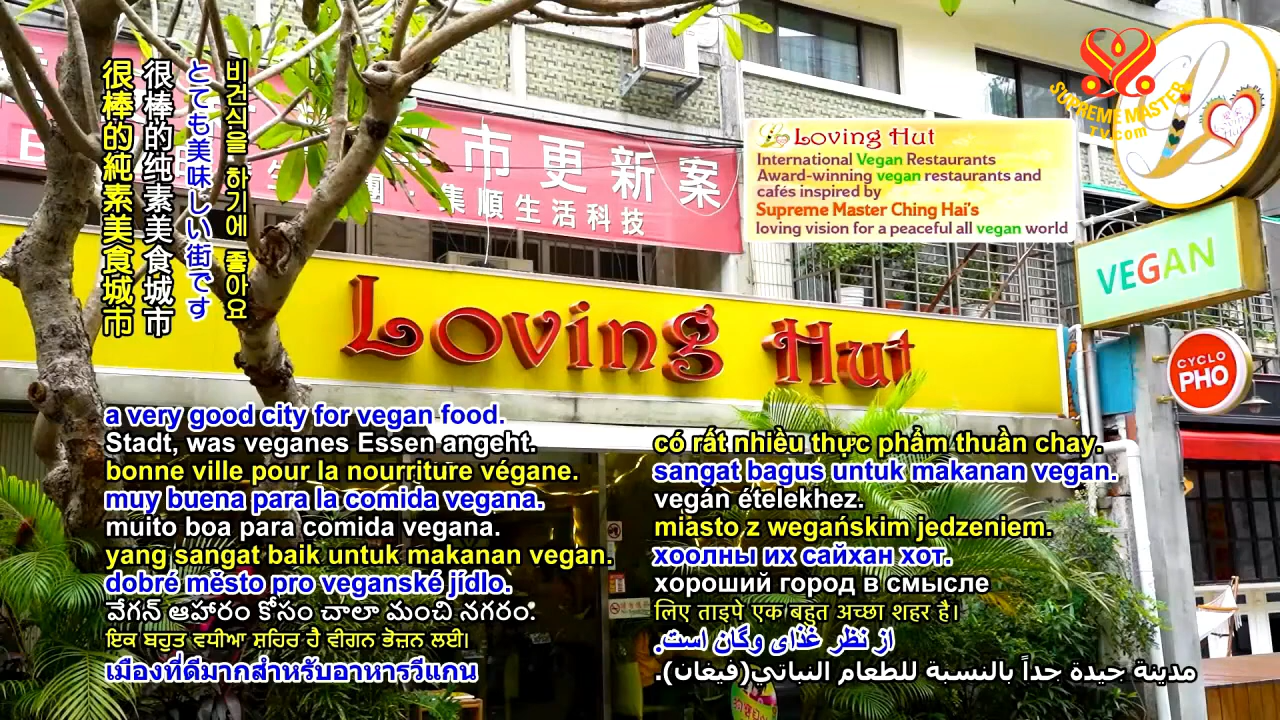 很棒的純素美食城市
很棒的纯素美食城市
とても美味しい街です
비건식을 하기에 좋아요
市更新案
團·集順生活科技
Loving Hut
International Vegan Restaurants
Award-winning vegan restaurants and
cafés inspired by
Supreme Master Ching Hai's
loving vision for a peaceful all vegan world
SUPREME MASTER
TV.com
VEGAN
CYCLO
PHO
Loving Hut
a very good city for vegan food.
Stadt, was veganes Essen angeht.
bonne ville pour la nourriture végane.
muy buena para la comida vegana.
muito boa para comida vegana.
yang sangat baik untuk makanan vegan.
dobré město pro veganské jídlo.
వేగన్ ఆహారం కోసం చాలా మంచి నగరం.
ਇਕ ਬਹੁਤ ਵਧੀਆ ਸ਼ਹਿਰ ਹੈ ਵੀਗਨ ਭੋਜ਼ਨ ਲਈ।
เมืองที่ดีมากสำหรับอาหารวีแกน
có rất nhiều thực phẩm thuần chay.
sangat bagus untuk makanan vegan.
vegán ételekhez.
miasto z wegańskim jedzeniem.
хоолны их сайхан хот.
хороший город в смысле
लिए ताइपे एक बहुत अच्छा शहर है।
از نظر غذای وگان است.
مدينة جيدة جداً بالنسبة للطعام النباتي(فيغان).